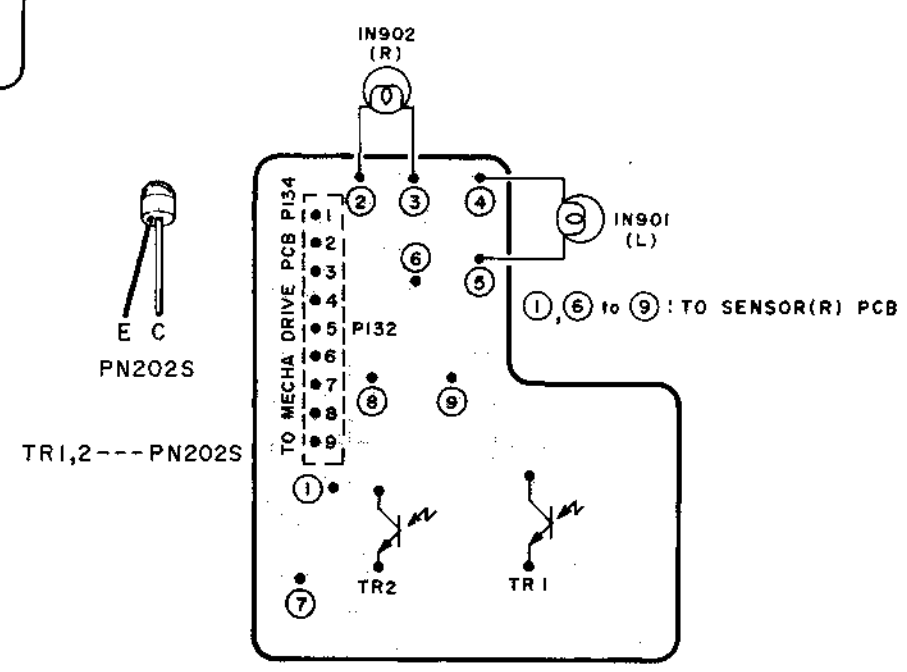 IN902
(R)
② ③ ④
IN901
(L)
⑥
⑤
①,⑥ to ⑨ : TO SENSOR(R) PCB
TO MECHA DRIVE PCB P134
1
2
3
4
5
6
7
8
9
P132
E C
PN202S
⑧ ⑨
TR1,2---PN202S
①
TR2
TR1
⑦